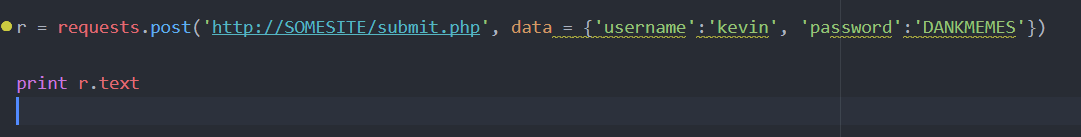 r = requests.post('http://SOMESITE/submit.php', data = {'username':'kevin', 'password':'DANKMEMES'})
print r.text